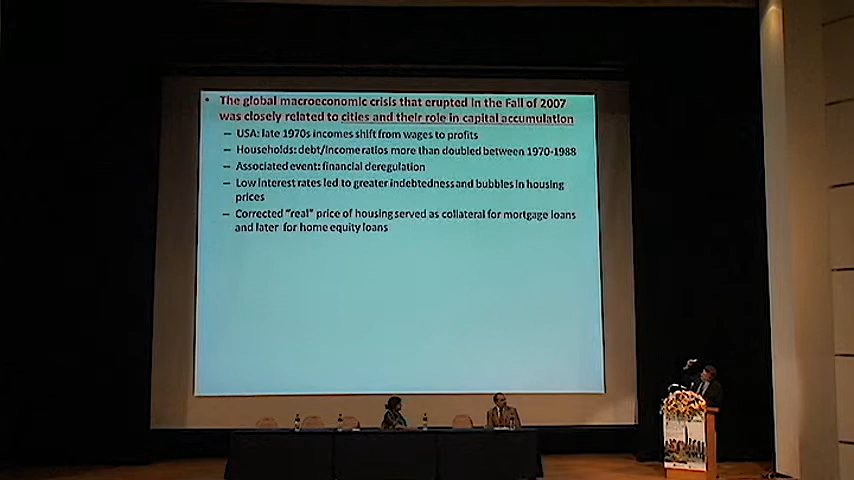 • The global macroeconomic crisis that erupted in the Fall of 2007
was closely related to cities and their role in capital accumulation
– USA: late 1970s incomes shift from wages to profits
– Households: debt/income ratios more than doubled between 1970-1988
– Associated event: financial deregulation
– Low interest rates led to greater indebtedness and bubbles in housing
prices
– Corrected "real" price of housing served as collateral for mortgage loans
and later for home equity loans